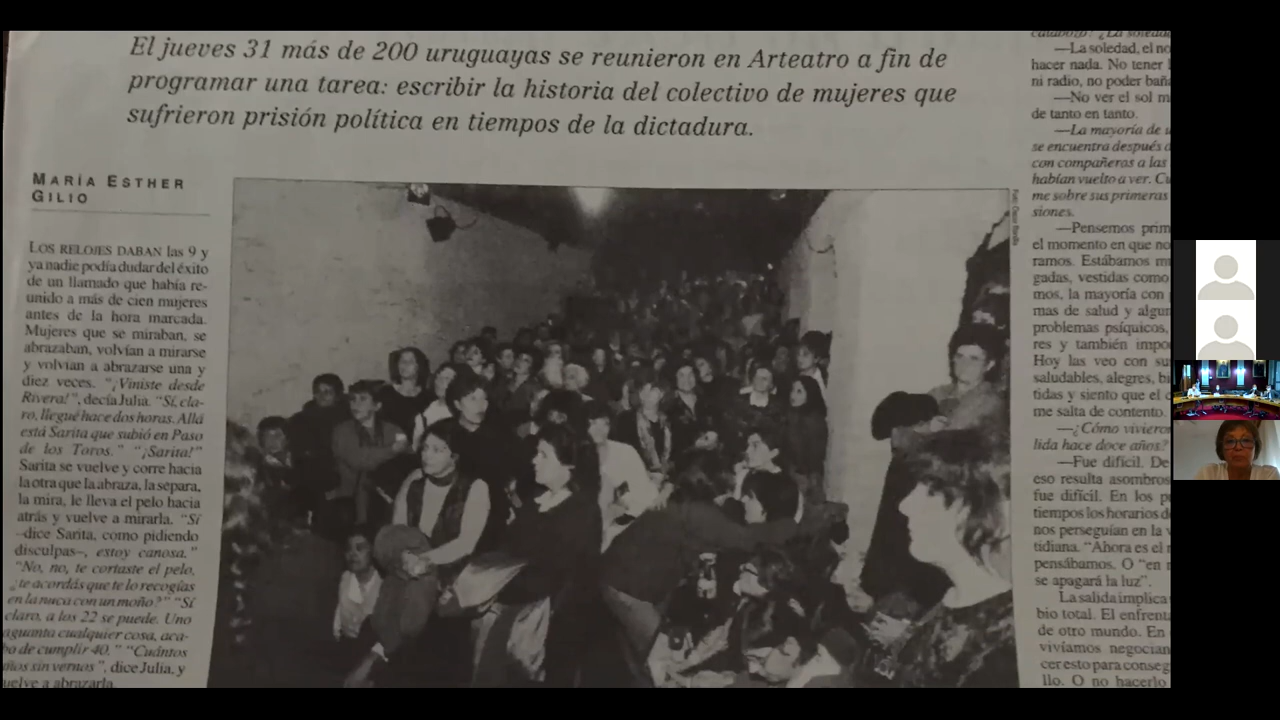 El jueves 31 más de 200 uruguayas se reunieron en Arteatro a fin de
programar una tarea: escribir la historia del colectivo de mujeres que
sufrieron prisión política en tiempos de la dictadura.
MARÍA ESTHER
GILIO
LOS RELOJES DABAN las 9 y
ya nadie podía dudar del éxito
de un llamado que había re-
unido a más de cien mujeres
antes de la hora marcada.
Mujeres que se miraban, se
abrazaban, volvían a mirarse
y volvían a abrazarse una y
diez veces. "¡Viniste desde
Rivera!", decía Julia. "Sí, cla-
ro, llegué hace dos horas. Allá
está Sarita que subió en Paso
de los Toros." "¡Sarita!"
Sarita se vuelve y corre hacia
la otra que la abraza, la separa,
la mira, le lleva el pelo hacia
atrás y vuelve a mirarla. "Sí
–dice Sarita, como pidiendo
disculpas–, estoy canosa."
"No, no, te cortaste el pelo,
¿te acordás que te lo recogías
en la nuca con un moño?" "Sí
claro, a los 22 se puede. Uno
aguanta cualquier cosa, aca-
bo de cumplir 40." "Cuántos
años sin vernos", dice Julia, y
vuelve a abrazarla.
—La soledad, el no
hacer nada. No tener
ni radio, no poder bañ
—No ver el sol m
de tanto en tanto.
—La mayoría de u
se encuentra después d
con compañeras a las
habían vuelto a ver. Cu
me sobre sus primeras
siones.
—Pensemos prim
el momento en que no
ramos. Estábamos m
gadas, vestidas como
mos, la mayoría con
mas de salud y algun
problemas psíquicos,
res y también impo
Hoy las veo con su
saludables, alegres, b
tidas y siento que el c
me salta de contento.
—¿Cómo vivieron
lida hace doce años?
—Fue difícil. De
eso resulta asombros
fue difícil. En los p
tiempos los horarios d
nos perseguían en la v
tidiana. "Ahora es el r
pensábamos. O "en
se apagará la luz".
La salida implica
bio total. El enfrent
de otro mundo. En
vivíamos negocian
cer esto para conseg
llo. O no hacerlo